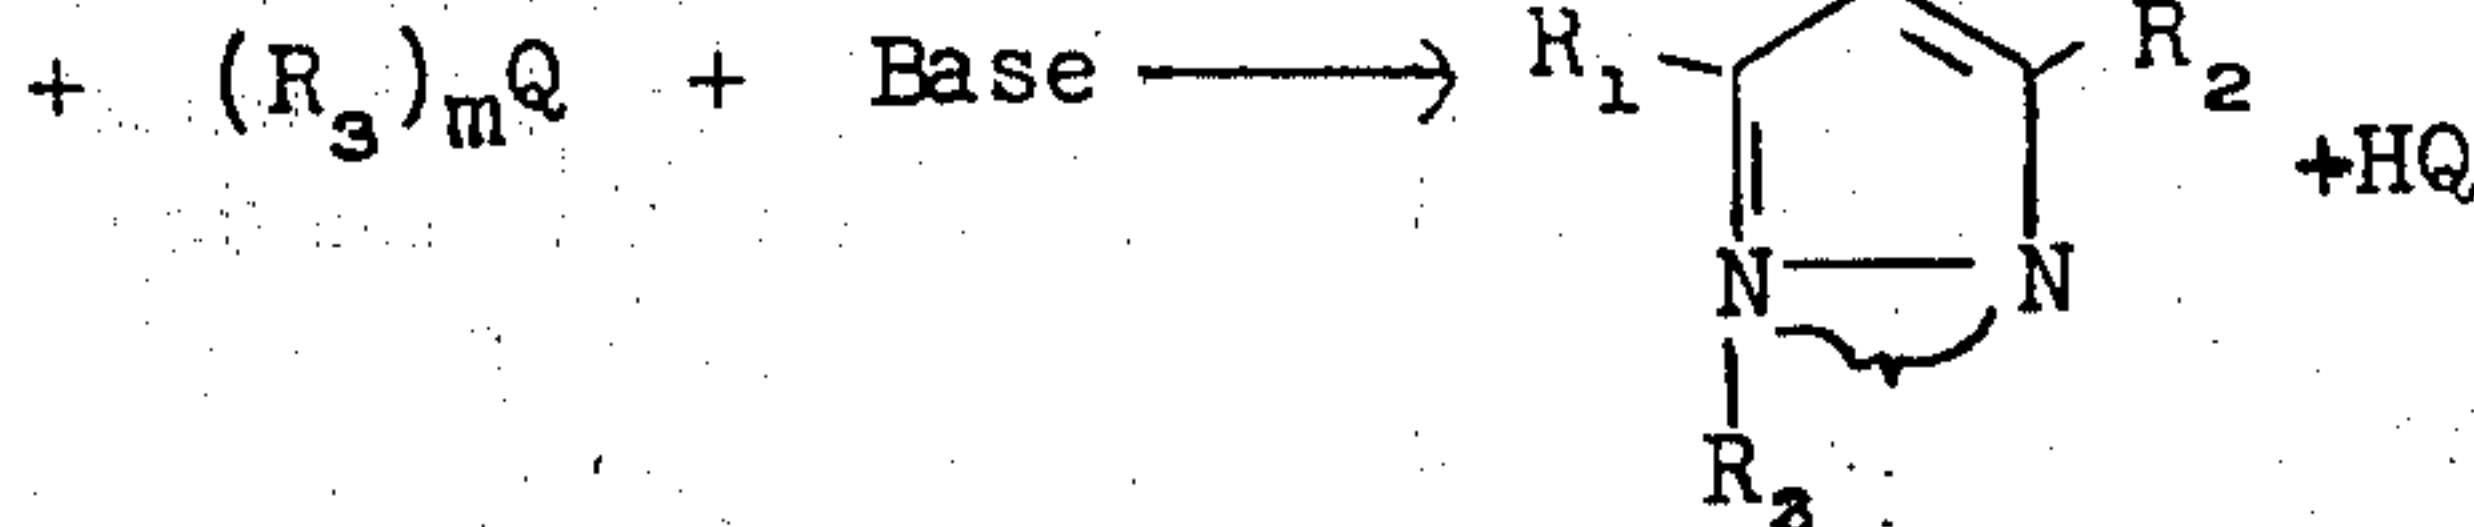 + (R₃)ₘQ + Base → R₁ R₂ +HQ
N — N
R₃